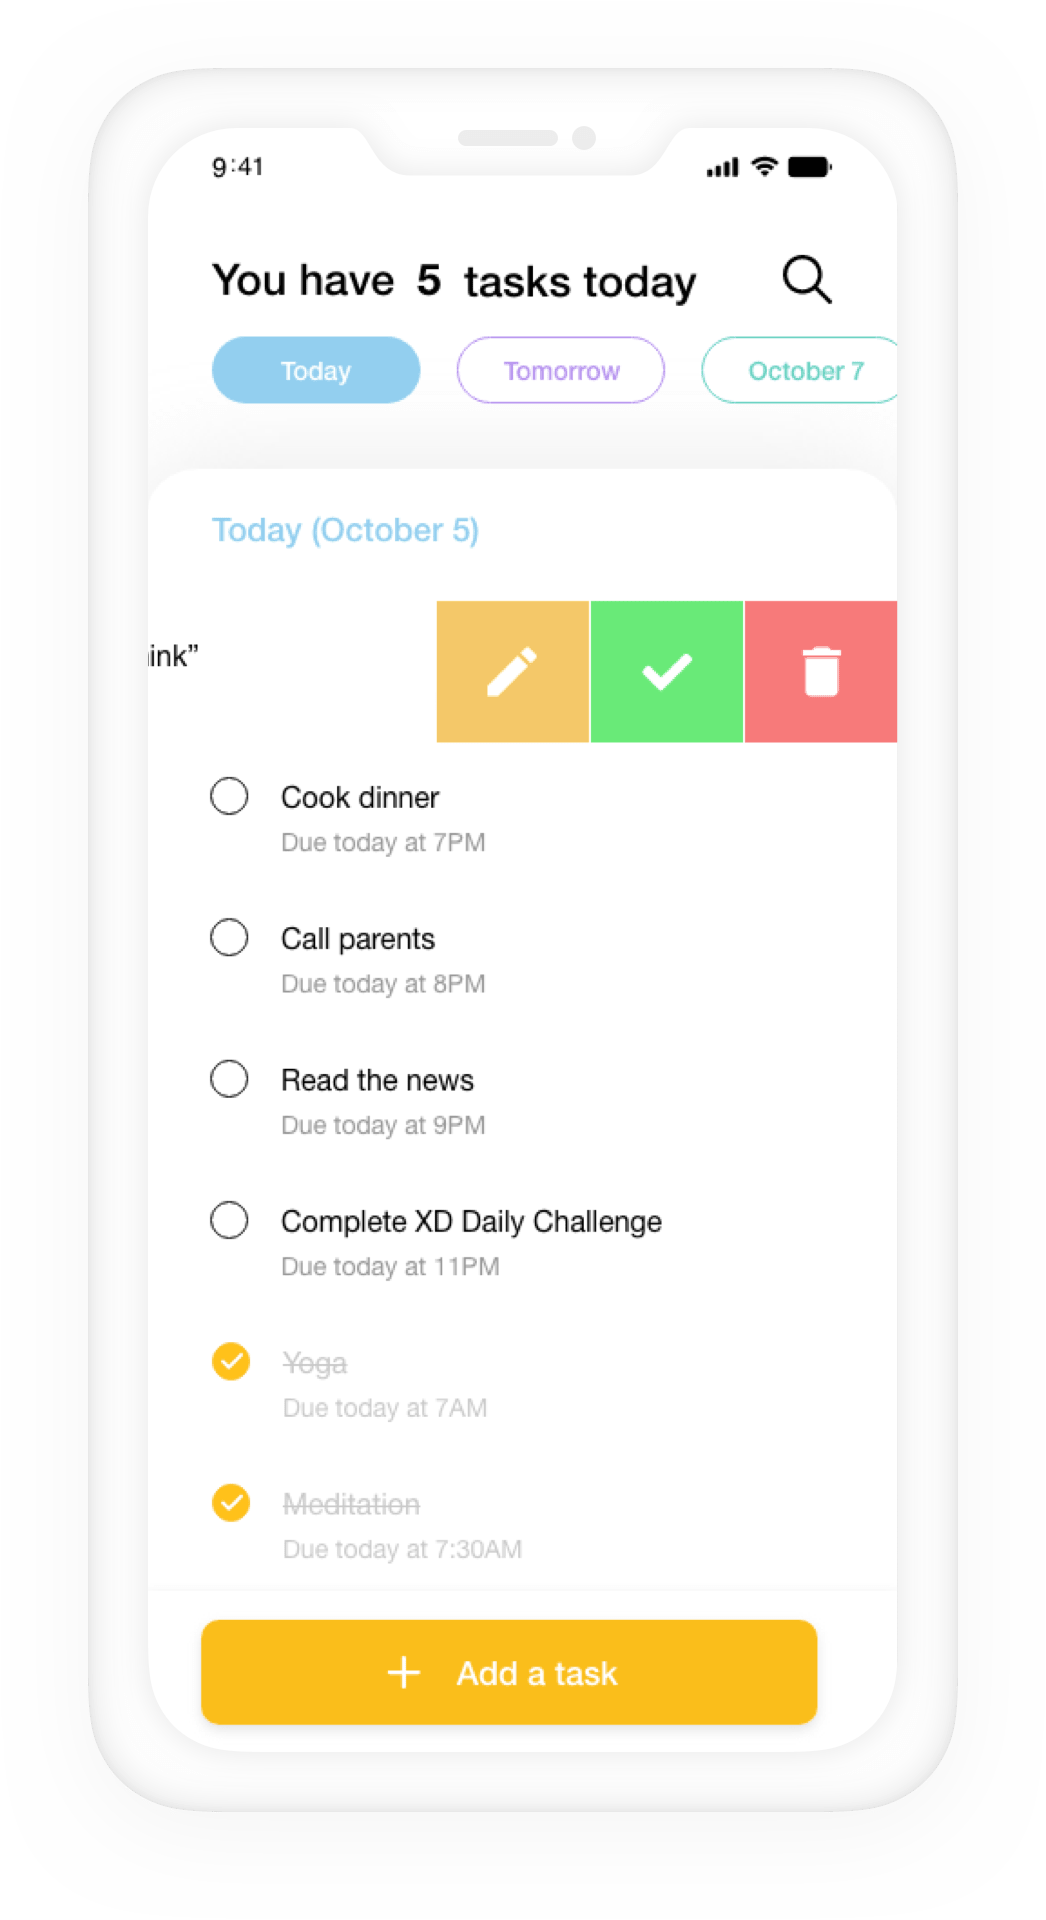 9:41
You have 5 tasks today
Today Tomorrow October 7
Today (October 5)
ink”
Cook dinner
Due today at 7PM
Call parents
Due today at 8PM
Read the news
Due today at 9PM
Complete XD Daily Challenge
Due today at 11PM
Yoga
Due today at 7AM
Meditation
Due today at 7:30AM
Add a task